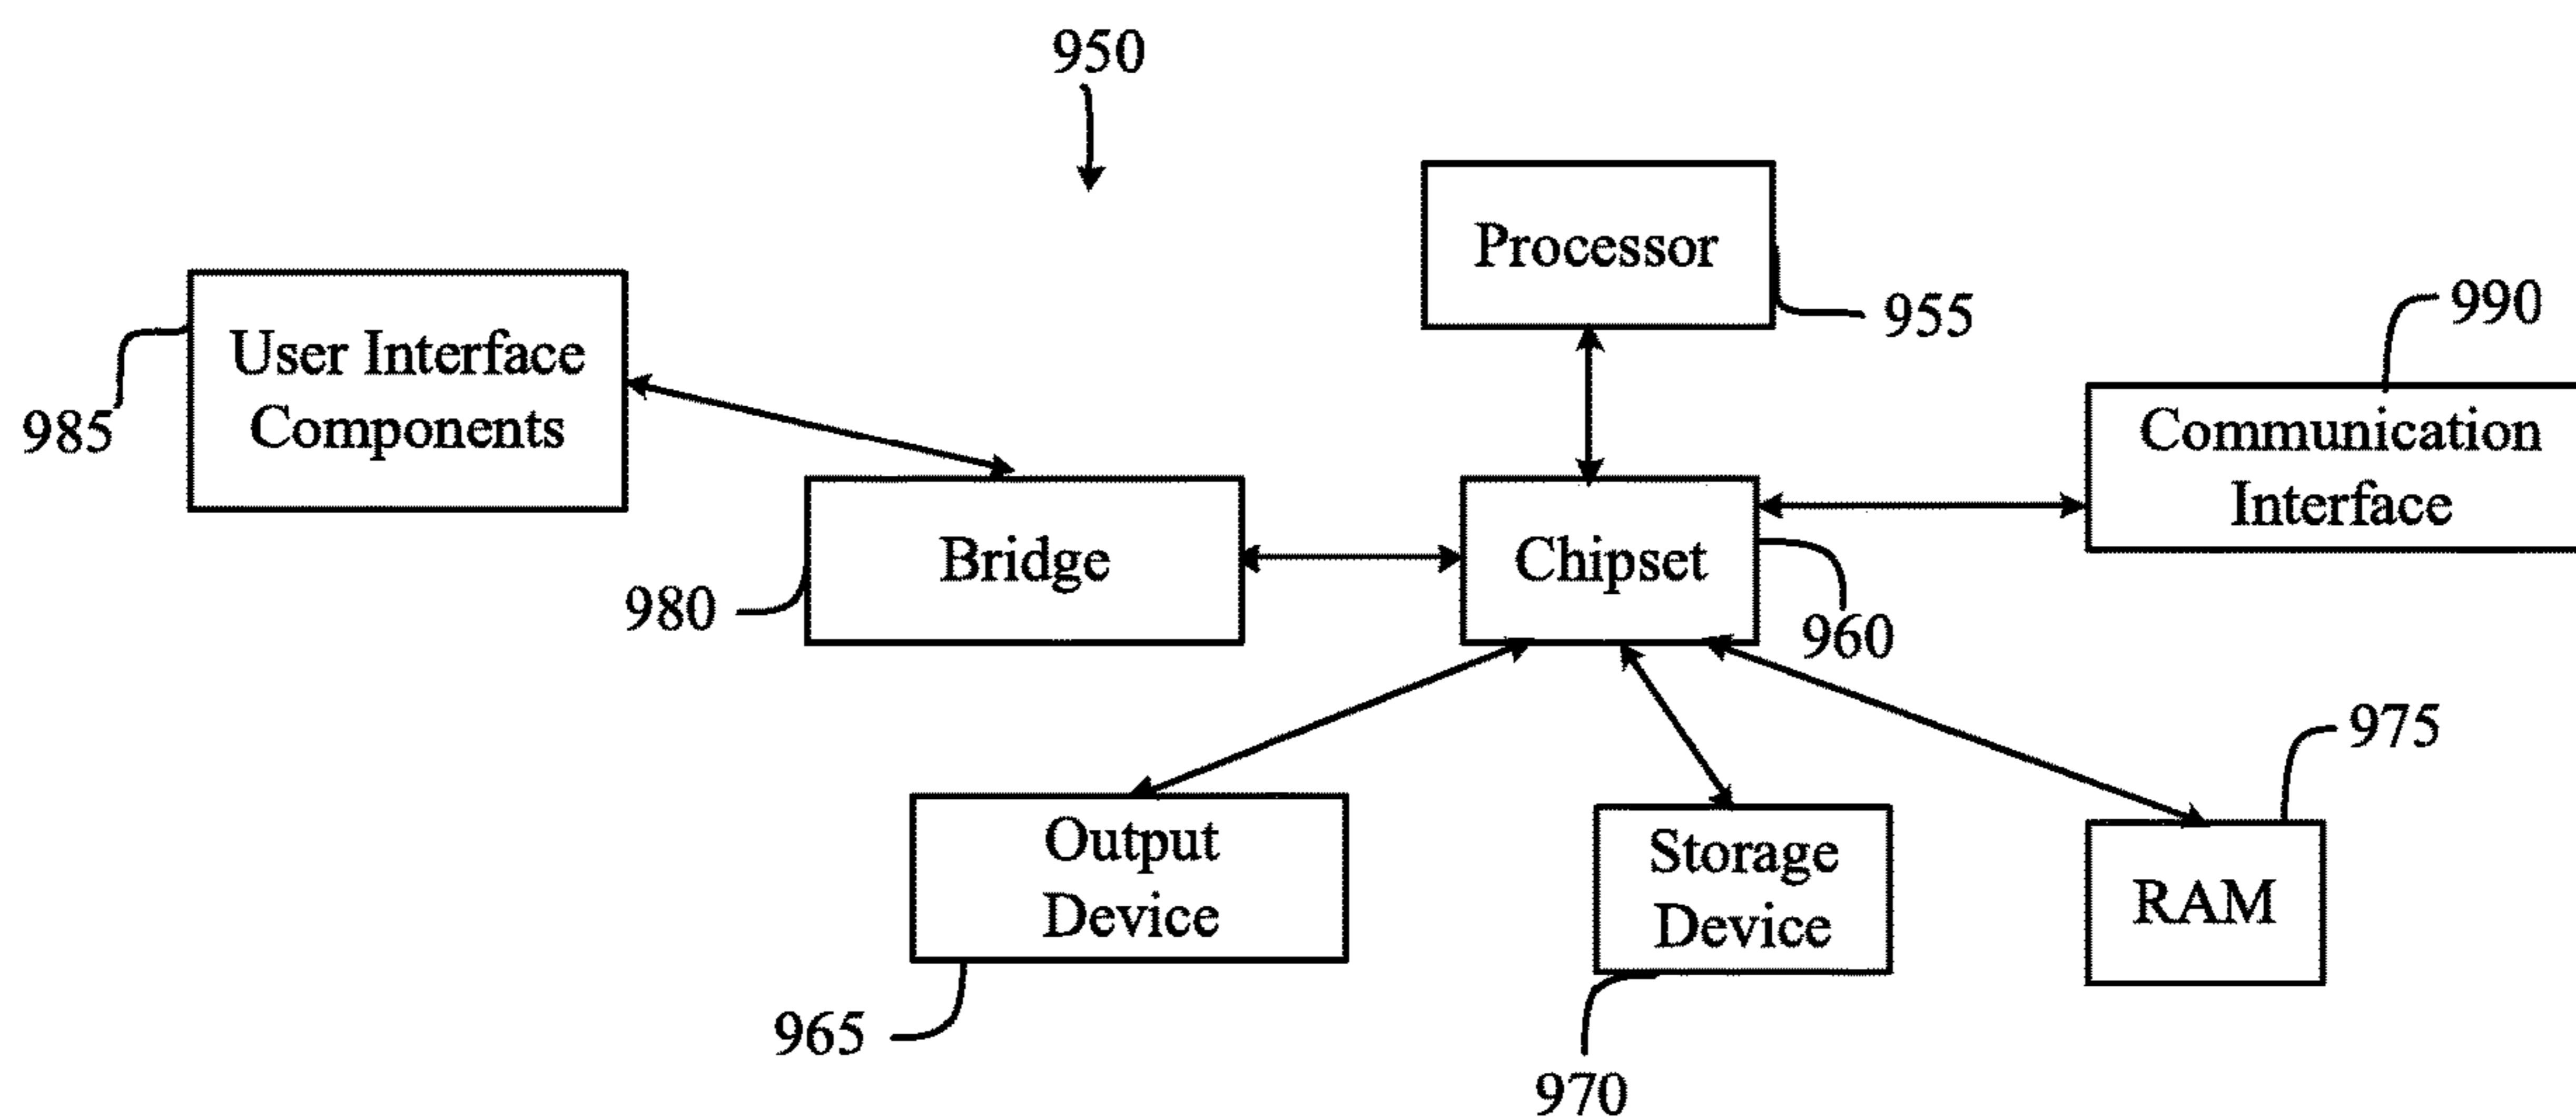 950
Processor
955
990
User Interface
Components
985
Communication
Interface
Bridge
980
Chipset
960
975
Output
Device
965
Storage
Device
970
RAM